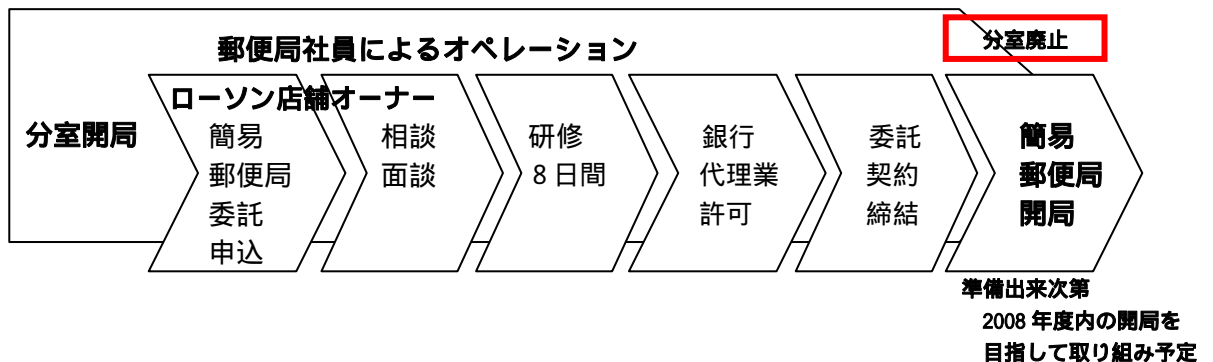 郵便局社員によるオペレーション
分室廃止
ローソン店舗オーナー
分室開局
簡易
郵便局
委託
申込
相談
面談
研修
8日間
銀行
代理業
許可
委託
契約
締結
簡易
郵便局
開局
準備出来次第
2008年度内の開局を
目指して取り組み予定